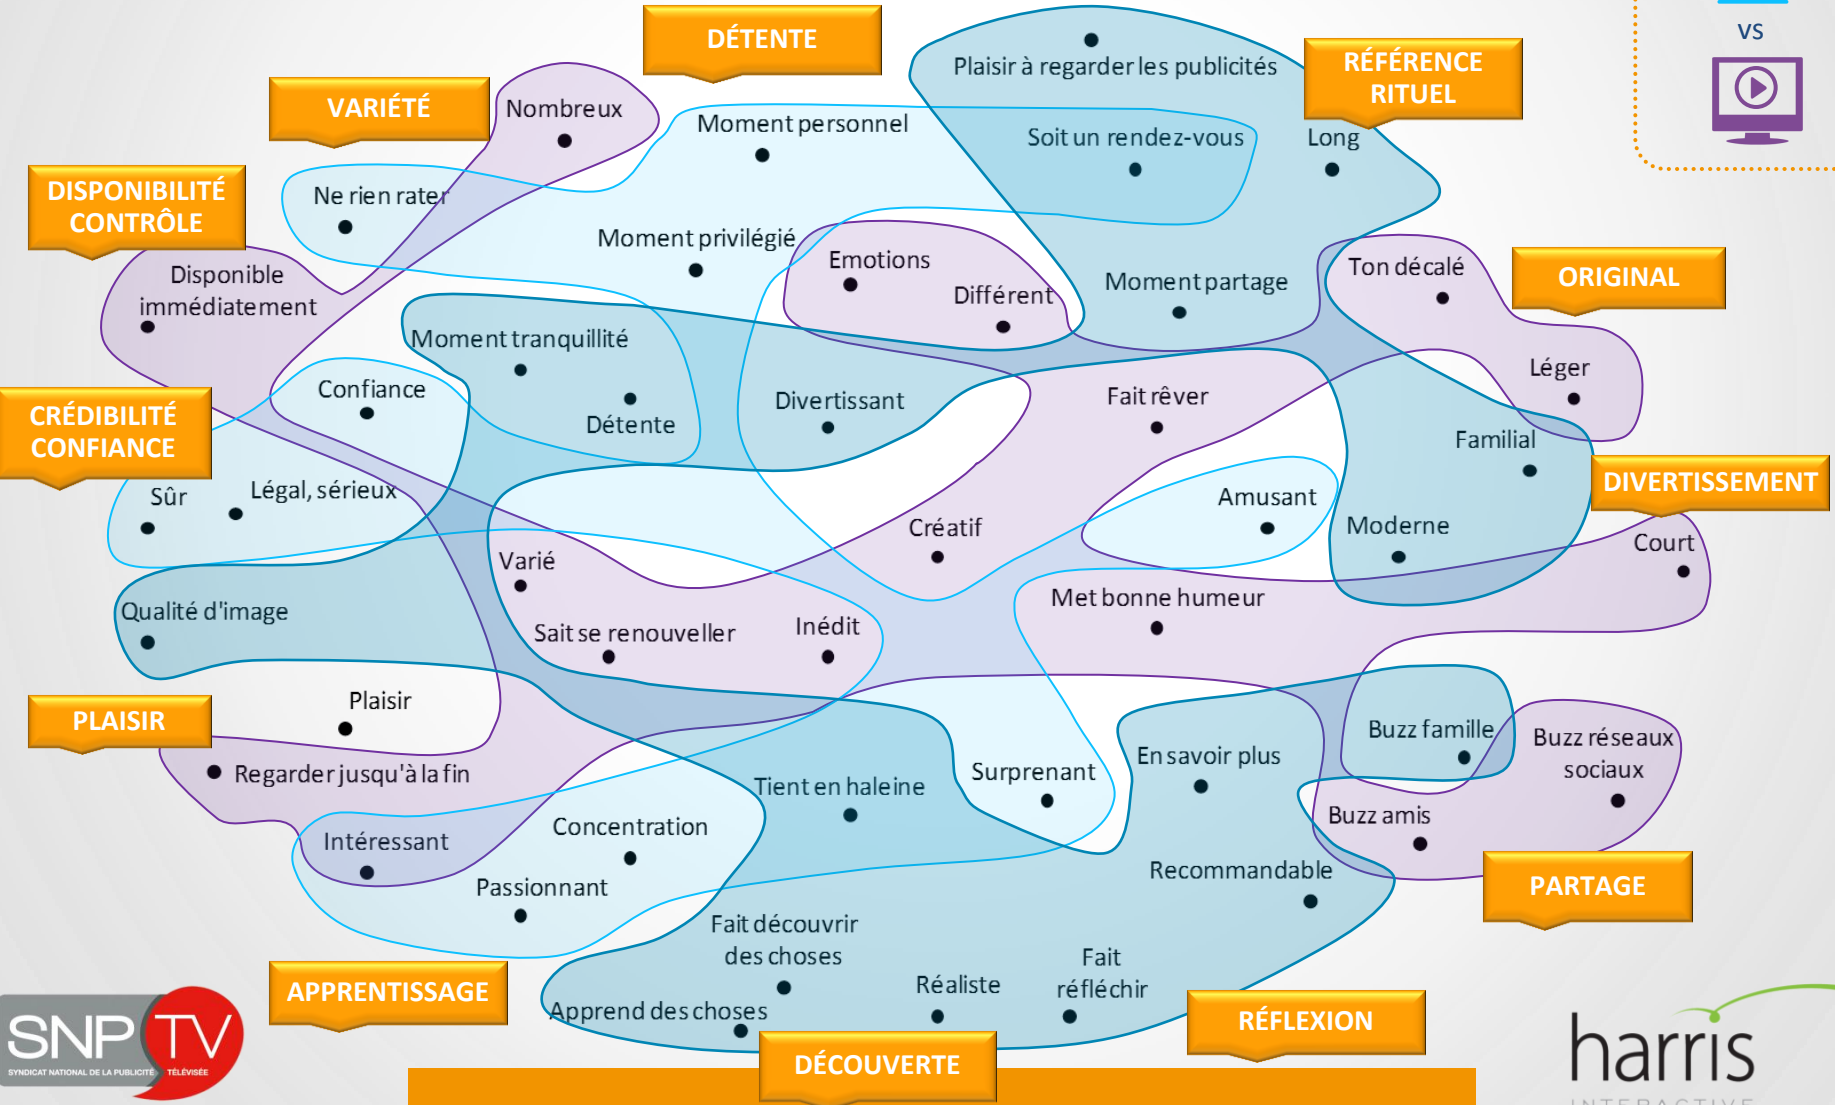 DÉTENTE
vs
Plaisir à regarder les publicités
RÉFÉRENCE
RITUEL
VARIÉTÉ
Nombreux
Moment personnel
Soit un rendez-vous
Long
DISPONIBILITÉ
CONTRÔLE
Ne rien rater
Moment privilégié
Emotions
Différent
Moment partage
Ton décalé
ORIGINAL
Disponible
immédiatement
Moment tranquillité
Léger
CRÉDIBILITÉ
CONFIANCE
Confiance
Détente
Divertissant
Fait rêver
Familial
DIVERTISSEMENT
Sûr
Légal, sérieux
Amusant
Moderne
Créatif
Court
Varié
Qualité d'image
Sait se renouveller
Inédit
Met bonne humeur
PLAISIR
Plaisir
Buzz famille
Buzz réseaux
sociaux
Regarder jusqu'à la fin
Tient en haleine
Surprenant
En savoir plus
Buzz amis
Intéressant
Concentration
Passionnant
Recommandable
PARTAGE
Fait découvrir
des choses
Apprend des choses
Réaliste
Fait
réfléchir
APPRENTISSAGE
RÉFLEXION
DÉCOUVERTE
SNP TV
SYNDICAT NATIONAL DE LA PUBLICITÉ TÉLÉVISÉE
harris
INTERACTIVE